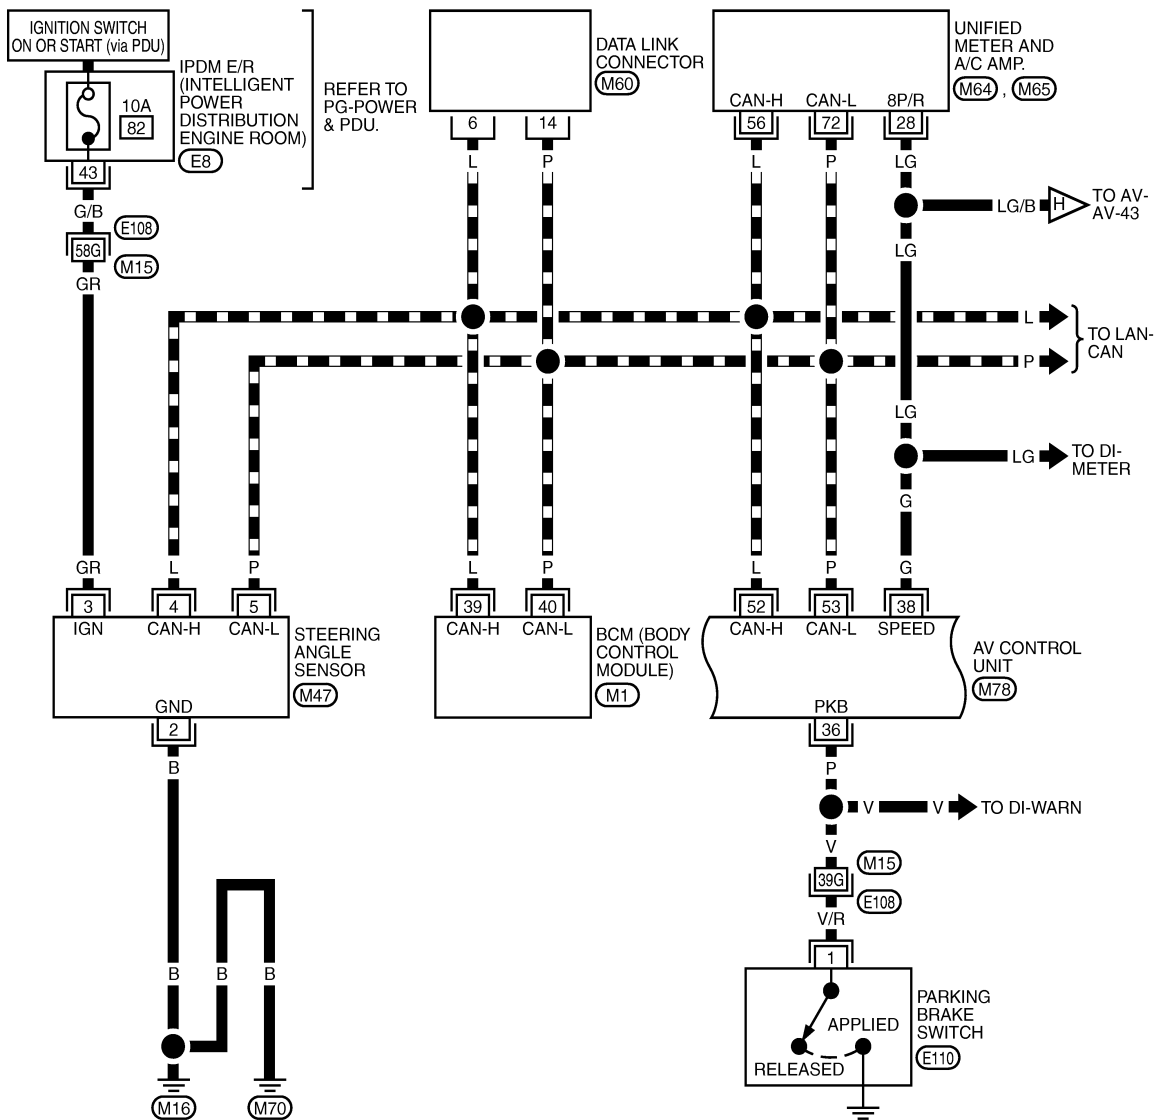 IGNITION SWITCH
ON OR START (via PDU)
IPDM E/R
(INTELLIGENT
POWER
DISTRIBUTION
ENGINE ROOM)
E8
10A
82
43
REFER TO
PG-POWER
& PDU.
G/B
E108
58G
M15
GR
DATA LINK
CONNECTOR
M60
6
14
L
P
UNIFIED
METER AND
A/C AMP.
M64 , M65
CAN-H
CAN-L
8P/R
56
72
28
L
P
LG
LG/B
H
TO AV-
AV-43
LG
L
P
TO LAN-
CAN
LG
LG
TO DI-
METER
G
GR
L
P
L
P
L
P
G
3
4
5
IGN
CAN-H
CAN-L
STEERING
ANGLE
SENSOR
M47
GND
2
39
40
CAN-H
CAN-L
BCM (BODY
CONTROL
MODULE)
M1
52
53
38
CAN-H
CAN-L
SPEED
AV CONTROL
UNIT
M78
PKB
36
B
P
V
V
TO DI-WARN
V
M15
39G
E108
V/R
B
B
B
M16
M70
1
APPLIED
RELEASED
PARKING
BRAKE
SWITCH
E110